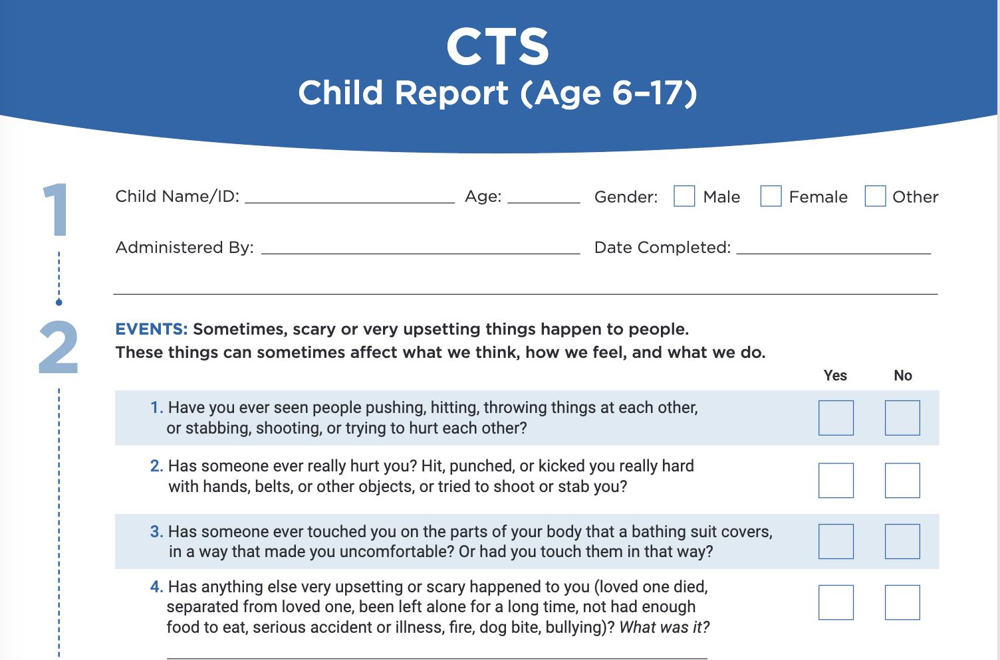 CTS
Child Report (Age 6–17)
1
Child Name/ID: Age: Gender: Male Female Other
Administered By: Date Completed:
2
EVENTS: Sometimes, scary or very upsetting things happen to people.
These things can sometimes affect what we think, how we feel, and what we do.
Yes No
1. Have you ever seen people pushing, hitting, throwing things at each other,
or stabbing, shooting, or trying to hurt each other?
2. Has someone ever really hurt you? Hit, punched, or kicked you really hard
with hands, belts, or other objects, or tried to shoot or stab you?
3. Has someone ever touched you on the parts of your body that a bathing suit covers,
in a way that made you uncomfortable? Or had you touch them in that way?
4. Has anything else very upsetting or scary happened to you (loved one died,
separated from loved one, been left alone for a long time, not had enough
food to eat, serious accident or illness, fire, dog bite, bullying)? What was it?